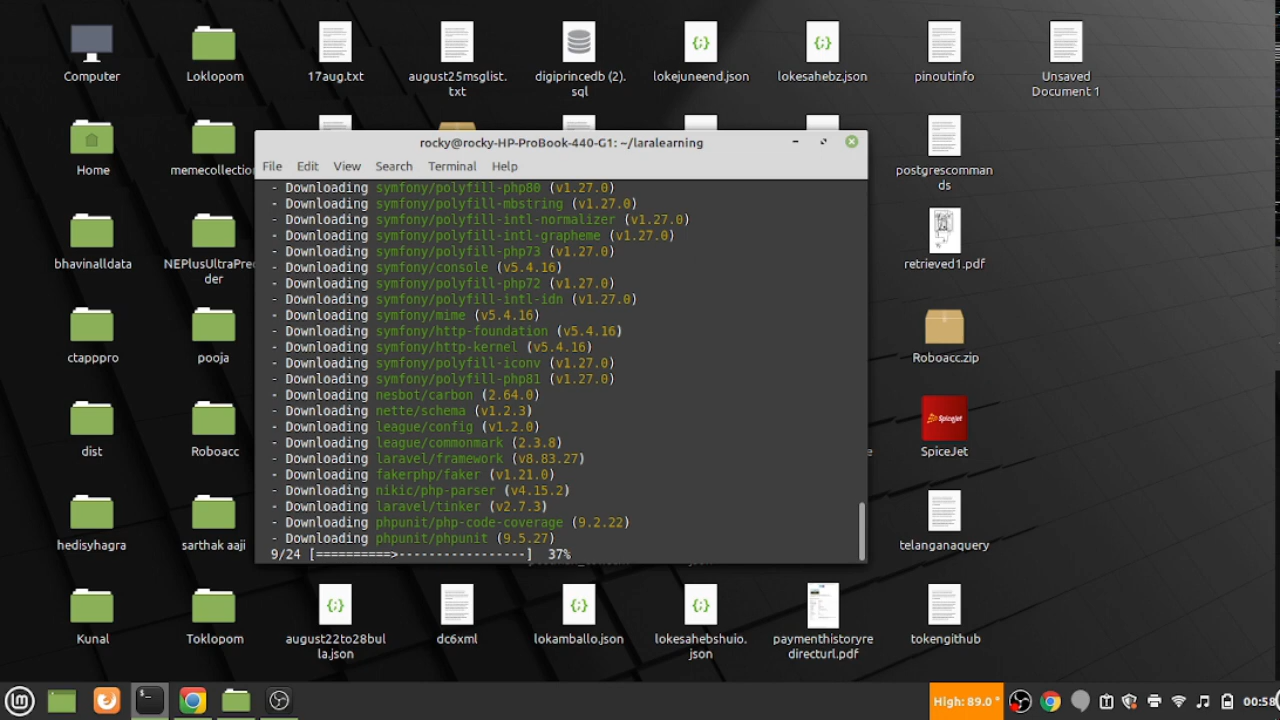 Computer
Loklopom
17aug.txt
august25msglist.
txt
digiprincedb (2).
sql
lokejuneend.json
lokesahebz.json
pinoutinfo
Unsaved
Document 1
Home
memecollectio
postgrescomman
ds
bhavinalldata
NEPlusUltraPre
der
retrieved1.pdf
ctapppro
pooja
Roboacc.zip
dist
Roboacc
SpiceJet
SpiceJet
hedisyhagra
sarthak aaji
telanganaquery
Kunal
Toklopom
august22to28bul
la.json
dc6xml
lokamballo.json
lokesahebshuio.
json
paymenthistoryre
directurl.pdf
tokengithub
rocky@rocky-HP-ProBook-440-G1: ~/laralearning
File Edit View Search Terminal Help
- Downloading symfony/polyfill-php80 (v1.27.0)
- Downloading symfony/polyfill-mbstring (v1.27.0)
- Downloading symfony/polyfill-intl-normalizer (v1.27.0)
- Downloading symfony/polyfill-intl-grapheme (v1.27.0)
- Downloading symfony/polyfill-php73 (v1.27.0)
- Downloading symfony/console (v5.4.16)
- Downloading symfony/polyfill-php72 (v1.27.0)
- Downloading symfony/polyfill-intl-idn (v1.27.0)
- Downloading symfony/mime (v5.4.16)
- Downloading symfony/http-foundation (v5.4.16)
- Downloading symfony/http-kernel (v5.4.16)
- Downloading symfony/polyfill-iconv (v1.27.0)
- Downloading symfony/polyfill-php81 (v1.27.0)
- Downloading nesbot/carbon (2.64.0)
- Downloading nette/schema (v1.2.3)
- Downloading league/config (v1.2.0)
- Downloading league/commonmark (2.3.8)
- Downloading laravel/framework (v8.83.27)
- Downloading fakerphp/faker (v1.21.0)
- Downloading nikic/php-parser (v4.15.2)
- Downloading laravel/tinker (v2.7.3)
- Downloading phpunit/php-code-coverage (9.2.22)
- Downloading phpunit/phpunit (9.5.27)
9/24 [==========>-----------------] 37%
High: 89.0 °
00:58